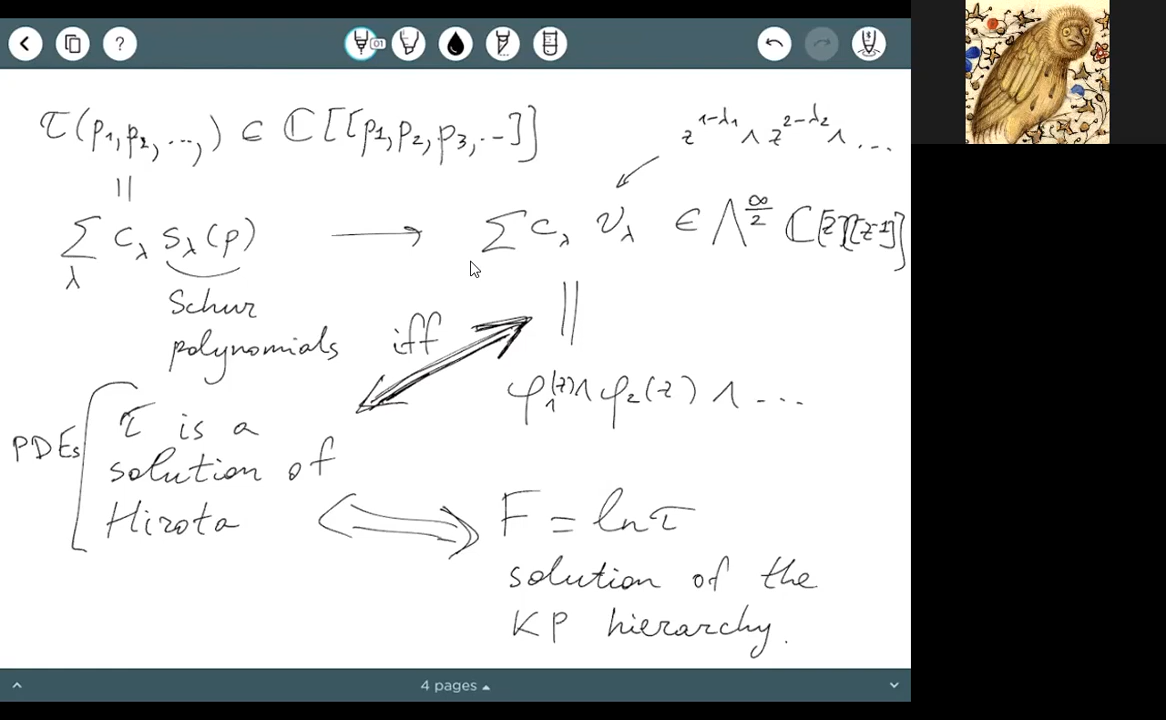 τ(p₁,p₂,...,) ∈ ℂ[[p₁,p₂,p₃,..]]
z^{1-λ₁} ∧ z^{2-λ₂} ∧ ...
||
∑_λ c_λ s_λ(p) → ∑ c_λ v_λ ∈ Λ^{∞/2} ℂ[z][[z⁻¹]]
Schur
polynomials
iff
||
φ₁(z) ∧ φ₂(z) ∧ ...
PDEs
τ is a
solution of
Hirota
⟺
F = ln τ
solution of the
KP hierarchy.
4 pages